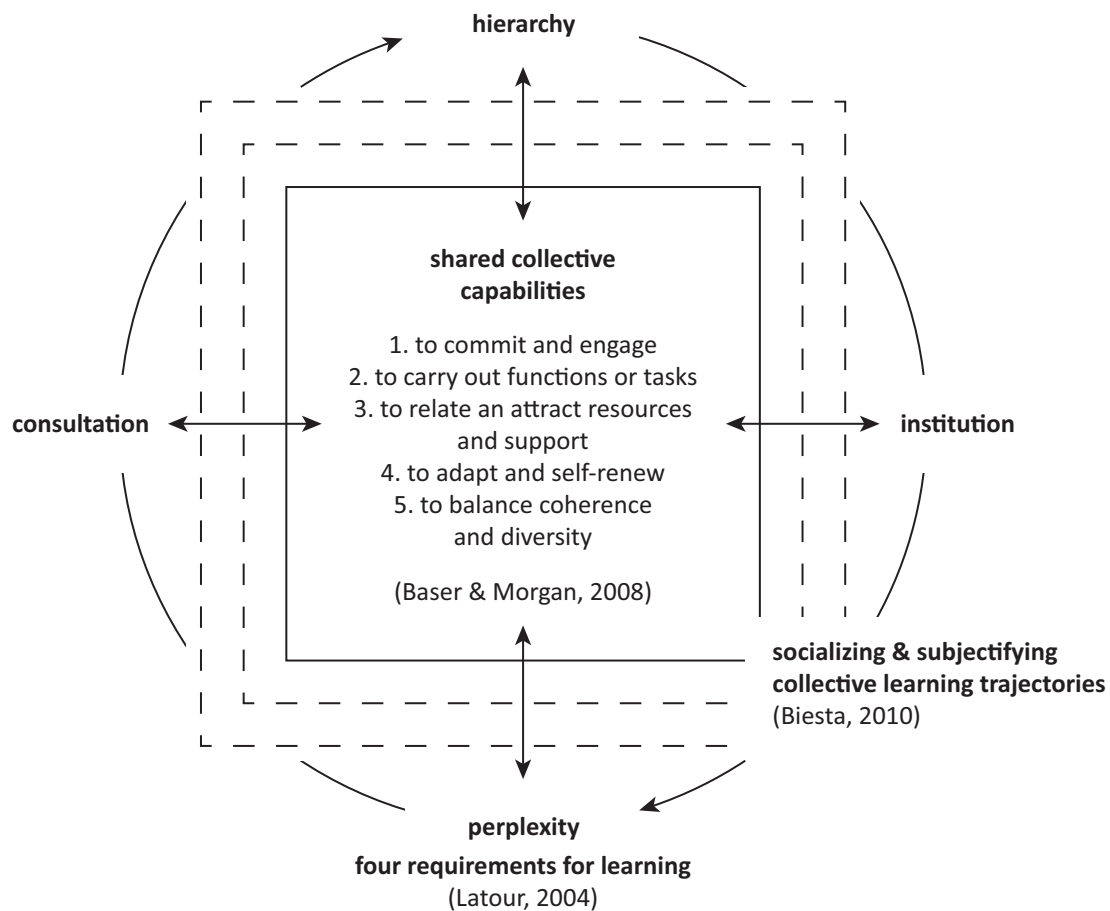 hierarchy
shared collective
capabilities
1. to commit and engage
2. to carry out functions or tasks
3. to relate an attract resources
and support
4. to adapt and self-renew
5. to balance coherence
and diversity
(Baser & Morgan, 2008)
consultation
institution
socializing & subjectifying
collective learning trajectories
(Biesta, 2010)
perplexity
four requirements for learning
(Latour, 2004)